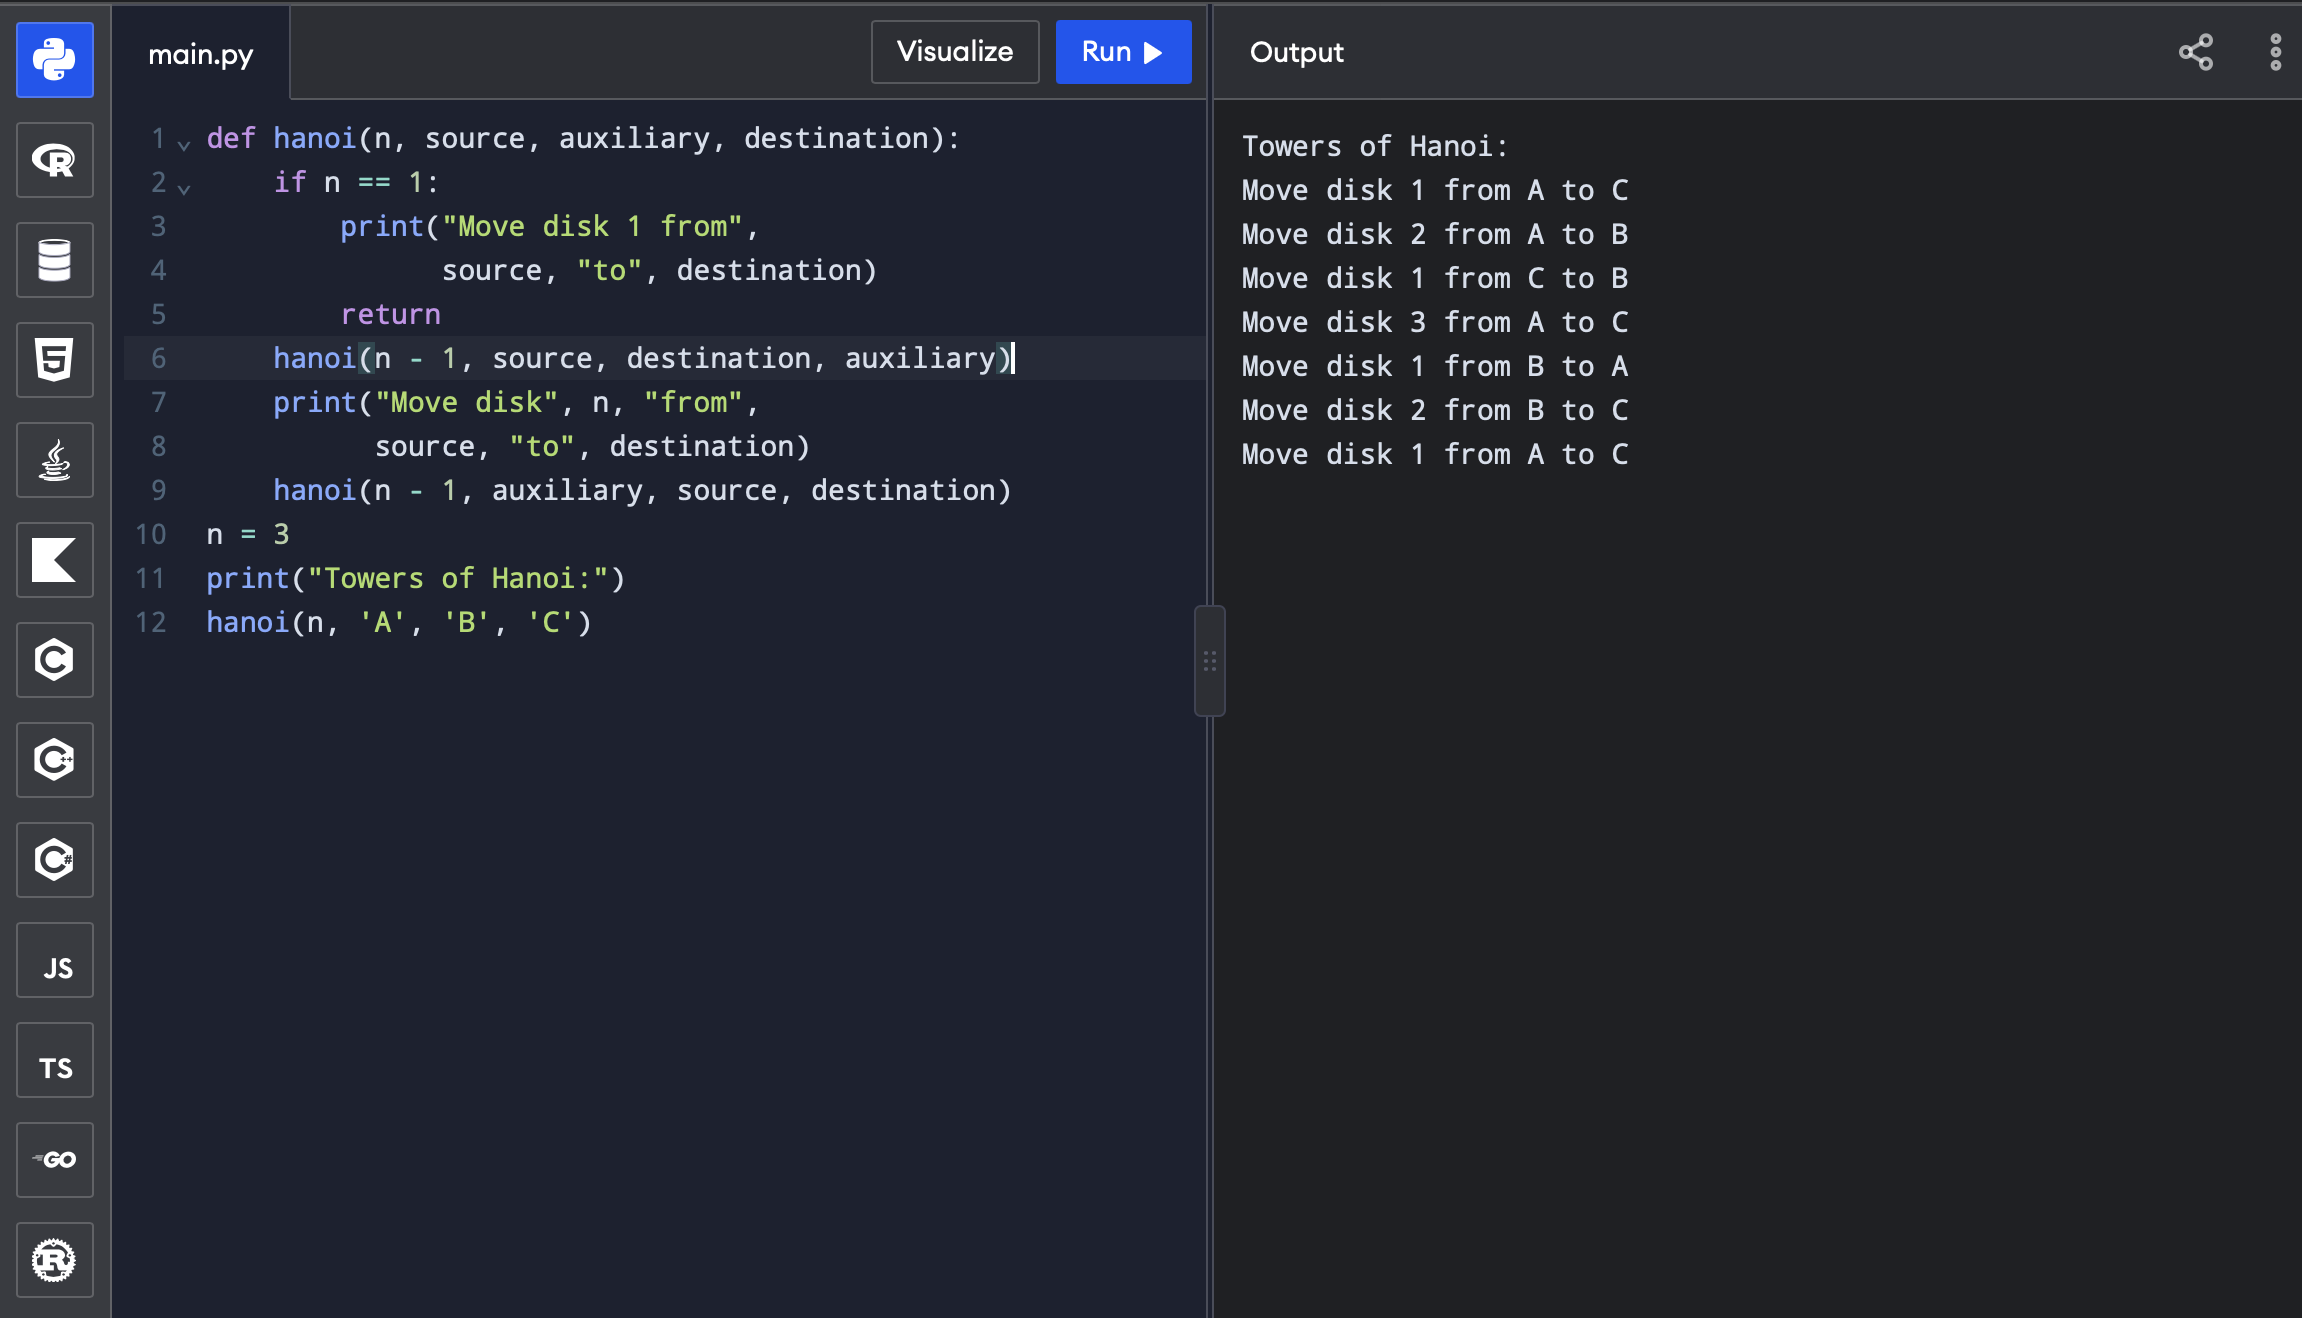 main.py
Visualize
Run
Output
1 def hanoi(n, source, auxiliary, destination):
2     if n == 1:
3         print("Move disk 1 from",
4               source, "to", destination)
5         return
6     hanoi(n - 1, source, destination, auxiliary)
7     print("Move disk", n, "from",
8           source, "to", destination)
9     hanoi(n - 1, auxiliary, source, destination)
10 n = 3
11 print("Towers of Hanoi:")
12 hanoi(n, 'A', 'B', 'C')
Towers of Hanoi:
Move disk 1 from A to C
Move disk 2 from A to B
Move disk 1 from C to B
Move disk 3 from A to C
Move disk 1 from B to A
Move disk 2 from B to C
Move disk 1 from A to C
R
5
C
C++
C#
JS
TS
GO
R